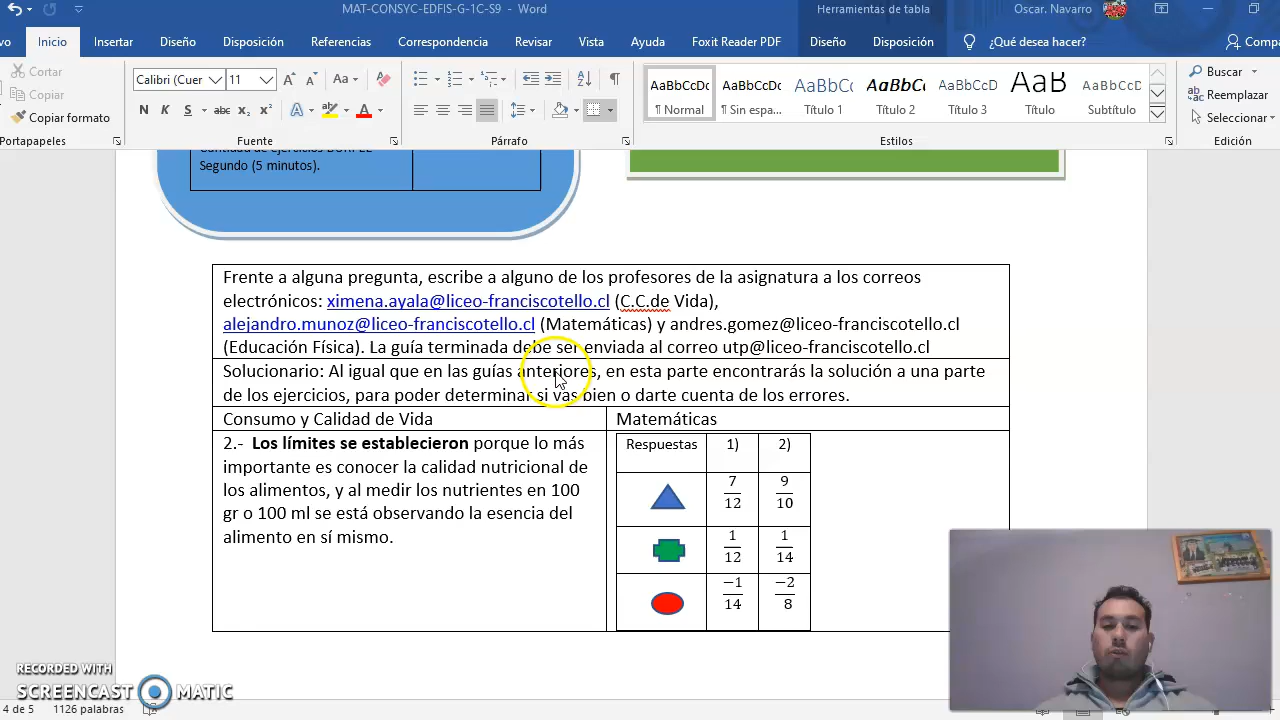 MAT-CONSYC-EDFIS-G-1C-S9 - Word
Herramientas de tabla
Oscar. Navarro
Inicio
Insertar
Diseño
Disposición
Referencias
Correspondencia
Revisar
Vista
Ayuda
Foxit Reader PDF
Diseño
Disposición
¿Qué desea hacer?
Cortar
Copiar
Copiar formato
Portapapeles
Calibri (Cuer
11
Fuente
Párrafo
AaBbCcDc
¶ Normal
AaBbCcDc
¶ Sin espa...
AaBbCc
Título 1
AaBbCcC
Título 2
AaBbCcD
Título 3
AaB
Título
AaBbCcD
Subtítulo
Estilos
Buscar
Reemplazar
Seleccionar
Edición
Segundo (5 minutos).
Frente a alguna pregunta, escribe a alguno de los profesores de la asignatura a los correos
electrónicos: ximena.ayala@liceo-franciscotello.cl (C.C.de Vida),
alejandro.munoz@liceo-franciscotello.cl (Matemáticas) y andres.gomez@liceo-franciscotello.cl
(Educación Física). La guía terminada debe ser enviada al correo utp@liceo-franciscotello.cl
Solucionario: Al igual que en las guías anteriores, en esta parte encontrarás la solución a una parte
de los ejercicios, para poder determinar si vas bien o darte cuenta de los errores.
Consumo y Calidad de Vida
Matemáticas
2.- Los límites se establecieron porque lo más
importante es conocer la calidad nutricional de
los alimentos, y al medir los nutrientes en 100
gr o 100 ml se está observando la esencia del
alimento en sí mismo.
Respuestas 1) 2)
7/12 9/10
1/12 1/14
−1/14 −2/8
RECORDED WITH
SCREENCAST MATIC
4 de 5
1126 palabras